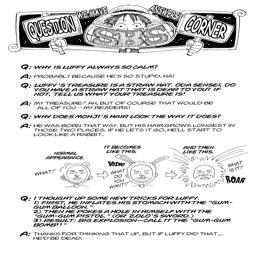 QUESTION
CORNER
Q: WHY IS LUFFY ALWAYS SO CALM?
A: PROBABLY BECAUSE HE'S SO STUPID. HA!
Q: LUFFY'S TREASURE IS A STRAW HAT. ODA SENSEI, DO
YOU HAVE A STRAW HAT THAT IS DEAR TO YOU? IF
NOT, TELL US WHAT YOUR TREASURE IS!
A: MY TREASURE? AH, BUT OF COURSE THAT WOULD BE
ALL OF YOU - MY READERS!
Q: WHY DOES MOHJI'S HAIR LOOK THE WAY IT DOES?
A: HE WAS BORN THAT WAY, BUT HIS HAIR GROWS LONGEST IN
THOSE TWO PLACES. IF HE LETS IT GO, HE'LL START TO
LOOK LIKE A RABBIT.
NORMAL
APPEARANCE.
IT BECOMES
LIKE THIS.
AND THEN
LIKE THIS.
WHAT?
BOING
WHAT
DO YOU
WANT?
WHAT
IS IT?
ROAR
Q: I THOUGHT UP SOME NEW TRICKS FOR LUFFY.
1) FIRST, HE INFLATES HIS STOMACH WITH THE "GUM-
GUM BALLOON."
2) THEN HE POKES A HOLE IN HIMSELF WITH THE
"GUM-GUM PISTOL" (OR ZOLO'S SWORD.)
3) RESULT: BIG EXPLOSION--CALL IT THE "GUM-GUM
BOMB!!"
A: THANKS FOR THINKING THAT UP, BUT IF LUFFY DID THAT...
HE'D BE DEAD.